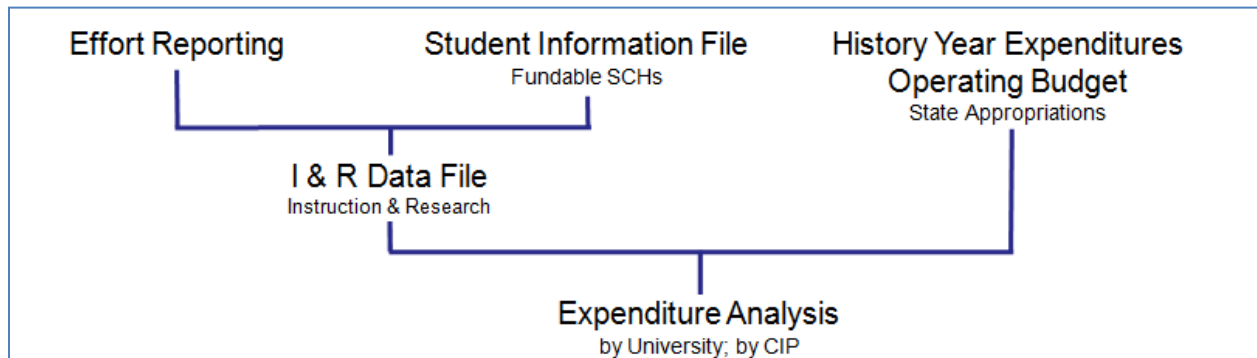 Effort Reporting
Student Information File
Fundable SCHs
History Year Expenditures
Operating Budget
State Appropriations
I & R Data File
Instruction & Research
Expenditure Analysis
by University; by CIP